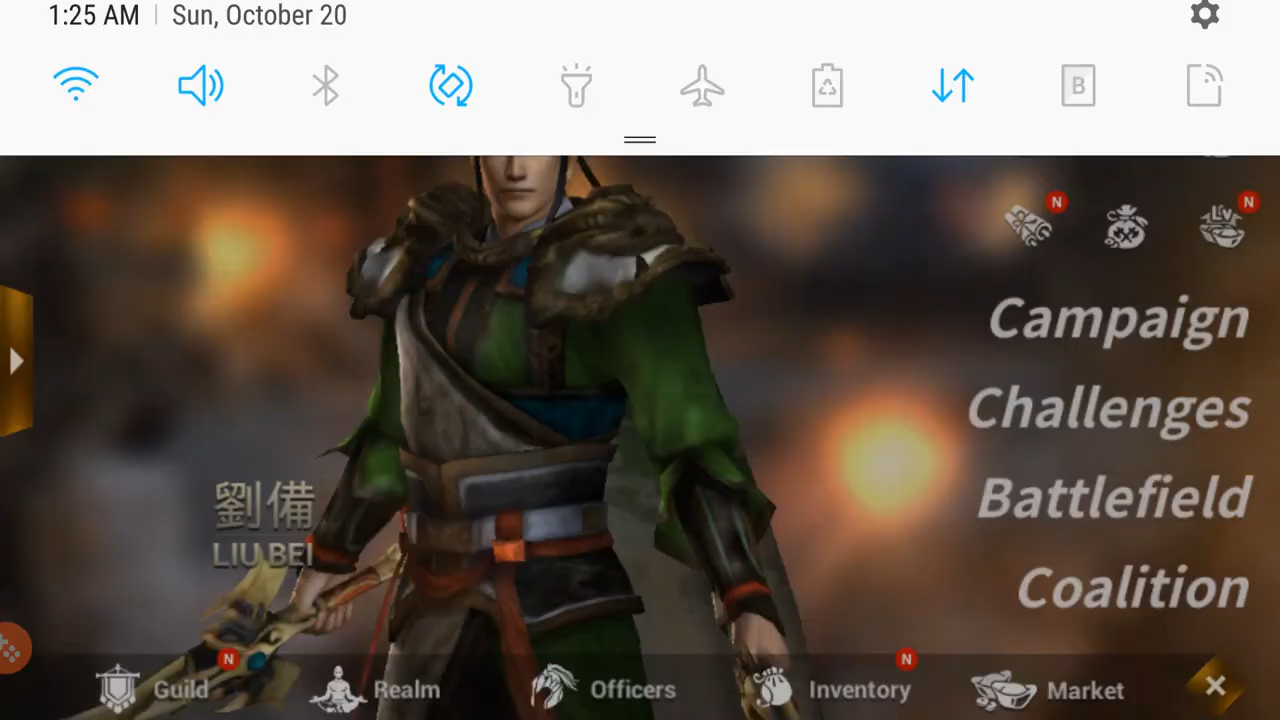 1:25 AM | Sun, October 20
B
N
N
LV
Campaign
Challenges
Battlefield
Coalition
劉備
LIU BEI
N
N
Guild
Realm
Officers
Inventory
Market